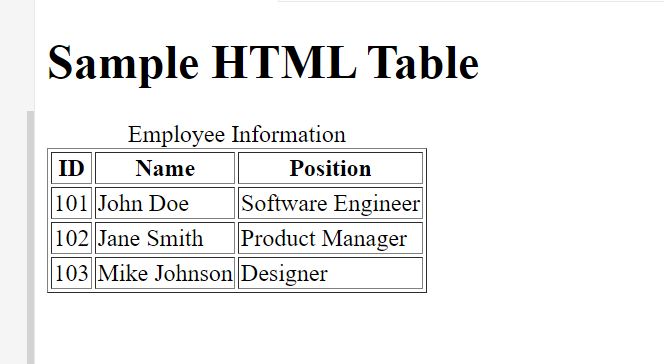 Sample HTML Table
Employee Information
ID Name Position
101 John Doe Software Engineer
102 Jane Smith Product Manager
103 Mike Johnson Designer